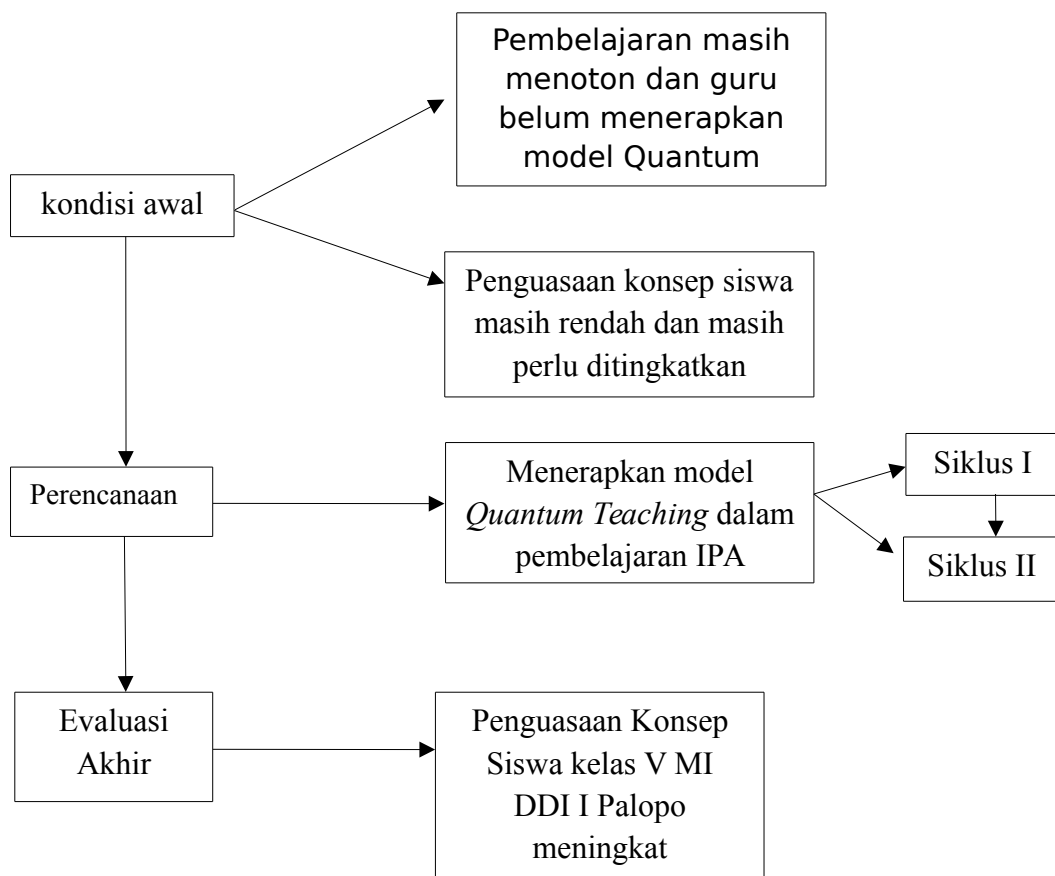 Pembelajaran masih
menoton dan guru
belum menerapkan
model Quantum
kondisi awal
Penguasaan konsep siswa
masih rendah dan masih
perlu ditingkatkan
Perencanaan
Menerapkan model
Quantum Teaching dalam
pembelajaran IPA
Siklus I
Siklus II
Evaluasi
Akhir
Penguasaan Konsep
Siswa kelas V MI
DDI I Palopo
meningkat